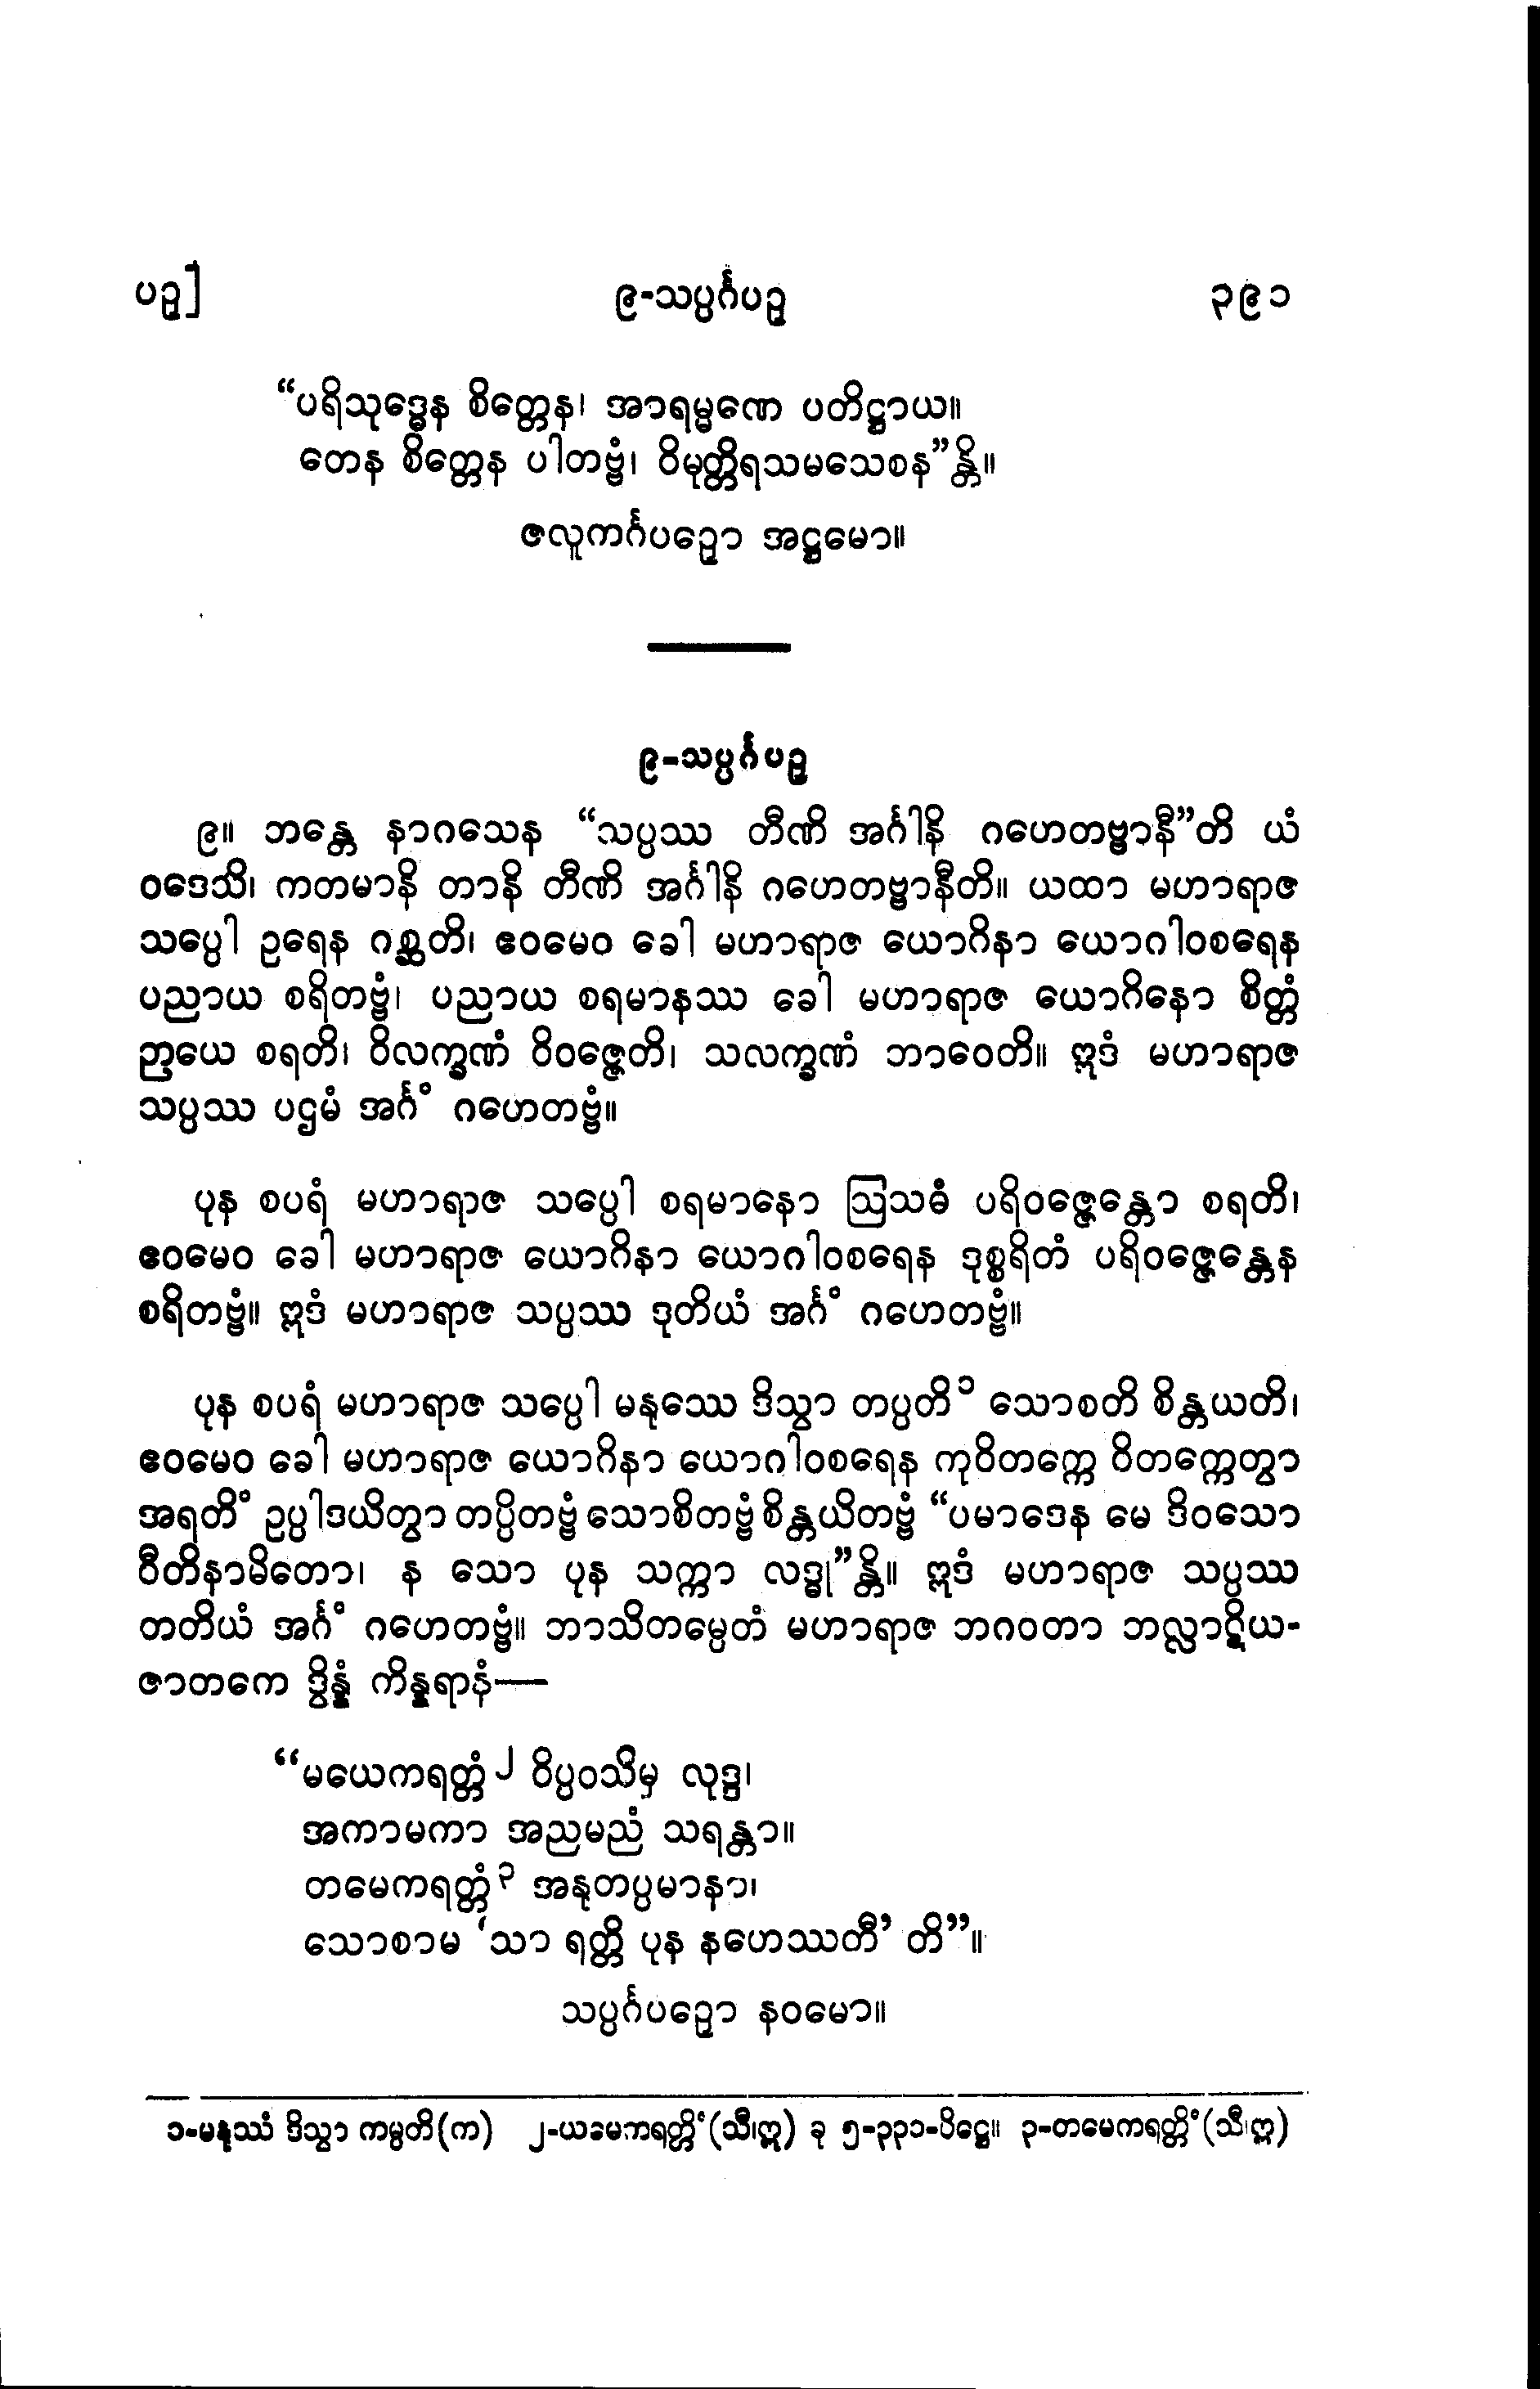 ပဉှ] ၉-သပ္ပင်္ဂပဉှ ၃၉၁
“ပရိသုဒ္ဓေန စိတ္တေန၊ အာရမ္မဏေ ပတိဋ္ဌာယ။
တေန စိတ္တေန ပါတဗ္ဗံ၊ ဝိမုတ္တိရသမသေစန”န္တိ။
ဇလူကင်္ဂပဉှော အဋ္ဌမော။
၉-သပ္ပင်္ဂပဉှ
၉။ ဘန္တေ နာဂသေန “သပ္ပဿ တီဏိ အင်္ဂါနိ ဂဟေတဗ္ဗာနီ”တိ ယံ
ဝဒေသိ၊ ကတမာနိ တာနိ တီဏိ အင်္ဂါနိ ဂဟေတဗ္ဗာနီတိ။ ယထာ မဟာရာဇ
သပ္ပေါ ဥရေန ဂစ္ဆတိ၊ ဧဝမေဝ ခေါ မဟာရာဇ ယောဂိနာ ယောဂါဝစရေန
ပညာယ စရိတဗ္ဗံ၊ ပညာယ စရမာနဿ ခေါ မဟာရာဇ ယောဂိနော စိတ္တံ
ဉာယေ စရတိ၊ ဝိလက္ခဏံ ဝိဝဇ္ဇေတိ၊ သလက္ခဏံ ဘာဝေတိ။ ဣဒံ မဟာရာဇ
သပ္ပဿ ပဌမံ အင်္ဂံ ဂဟေတဗ္ဗံ။
ပုန စပရံ မဟာရာဇ သပ္ပေါ စရမာနော ဩသဓံ ပရိဝဇ္ဇေန္တော စရတိ၊
ဧဝမေဝ ခေါ မဟာရာဇ ယောဂိနာ ယောဂါဝစရေန ဒုစ္စရိတံ ပရိဝဇ္ဇေန္တေန
စရိတဗ္ဗံ။ ဣဒံ မဟာရာဇ သပ္ပဿ ဒုတိယံ အင်္ဂံ ဂဟေတဗ္ဗံ။
ပုန စပရံ မဟာရာဇ သပ္ပေါ မနုဿေ ဒိသွာ တပ္ပတိ၁ သောစတိ စိန္တယတိ၊
ဧဝမေဝ ခေါ မဟာရာဇ ယောဂိနာ ယောဂါဝစရေန ကုဝိတက္ကေ ဝိတက္ကေတွာ
အရတိံ ဥပ္ပါဒယိတွာ တပ္ပိတဗ္ဗံ သောစိတဗ္ဗံ စိန္တယိတဗ္ဗံ “ပမာဒေန မေ ဒိဝသော
ဝီတိနာမိတော၊ န သော ပုန သက္ကာ လဒ္ဓု”န္တိ။ ဣဒံ မဟာရာဇ သပ္ပဿ
တတိယံ အင်္ဂံ ဂဟေတဗ္ဗံ။ ဘာသိတမ္ပေတံ မဟာရာဇ ဘဂဝတာ ဘလ္လာဋိယ-
ဇာတကေ ဒွိန္နံ ကိန္နရာနံ—
“မယေကရတ္တံ၂ ဝိပ္ပဝသိမှ လုဒ္ဒ၊
အကာမကာ အညမညံ သရန္တာ။
တမေကရတ္တံ၃ အနုတပ္ပမာနာ၊
သောစာမ ‘သာ ရတ္တိ ပုန နဟေဿတီ’ တိ”။
သပ္ပင်္ဂပဉှော နဝမော။
၁-မနုဿံ ဒိသွာ ကမ္ပတိ(က) ၂-ယမေကရတ္တိံ(သီ၊ဣ) ခု ၅-၃၃၁-ပိဋ္ဌေ။ ၃-တမေကရတ္တိံ(သီ၊ဣ)